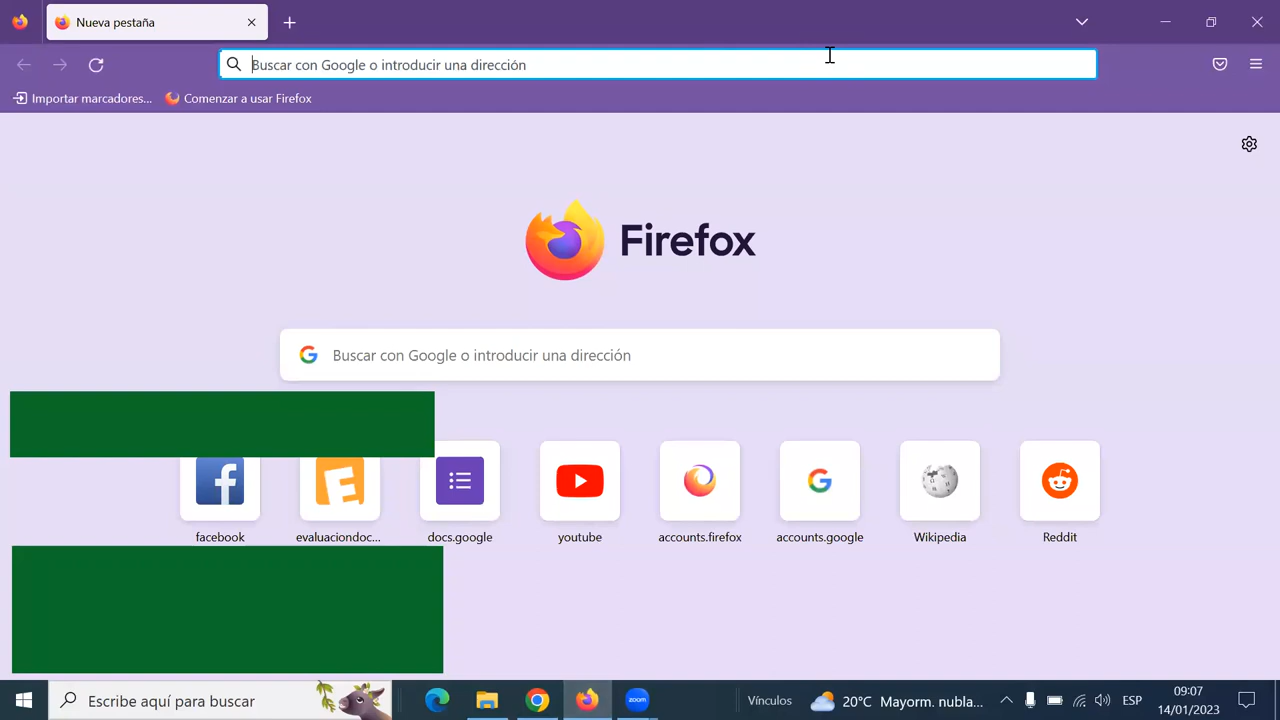 Nueva pestaña
Buscar con Google o introducir una dirección
Importar marcadores...
Comenzar a usar Firefox
Firefox
Buscar con Google o introducir una dirección
facebook
evaluaciondoc...
docs.google
youtube
accounts.firefox
accounts.google
Wikipedia
Reddit
Escribe aquí para buscar
zoom
Vínculos
20°C Mayorm. nubla...
ESP
09:07
14/01/2023